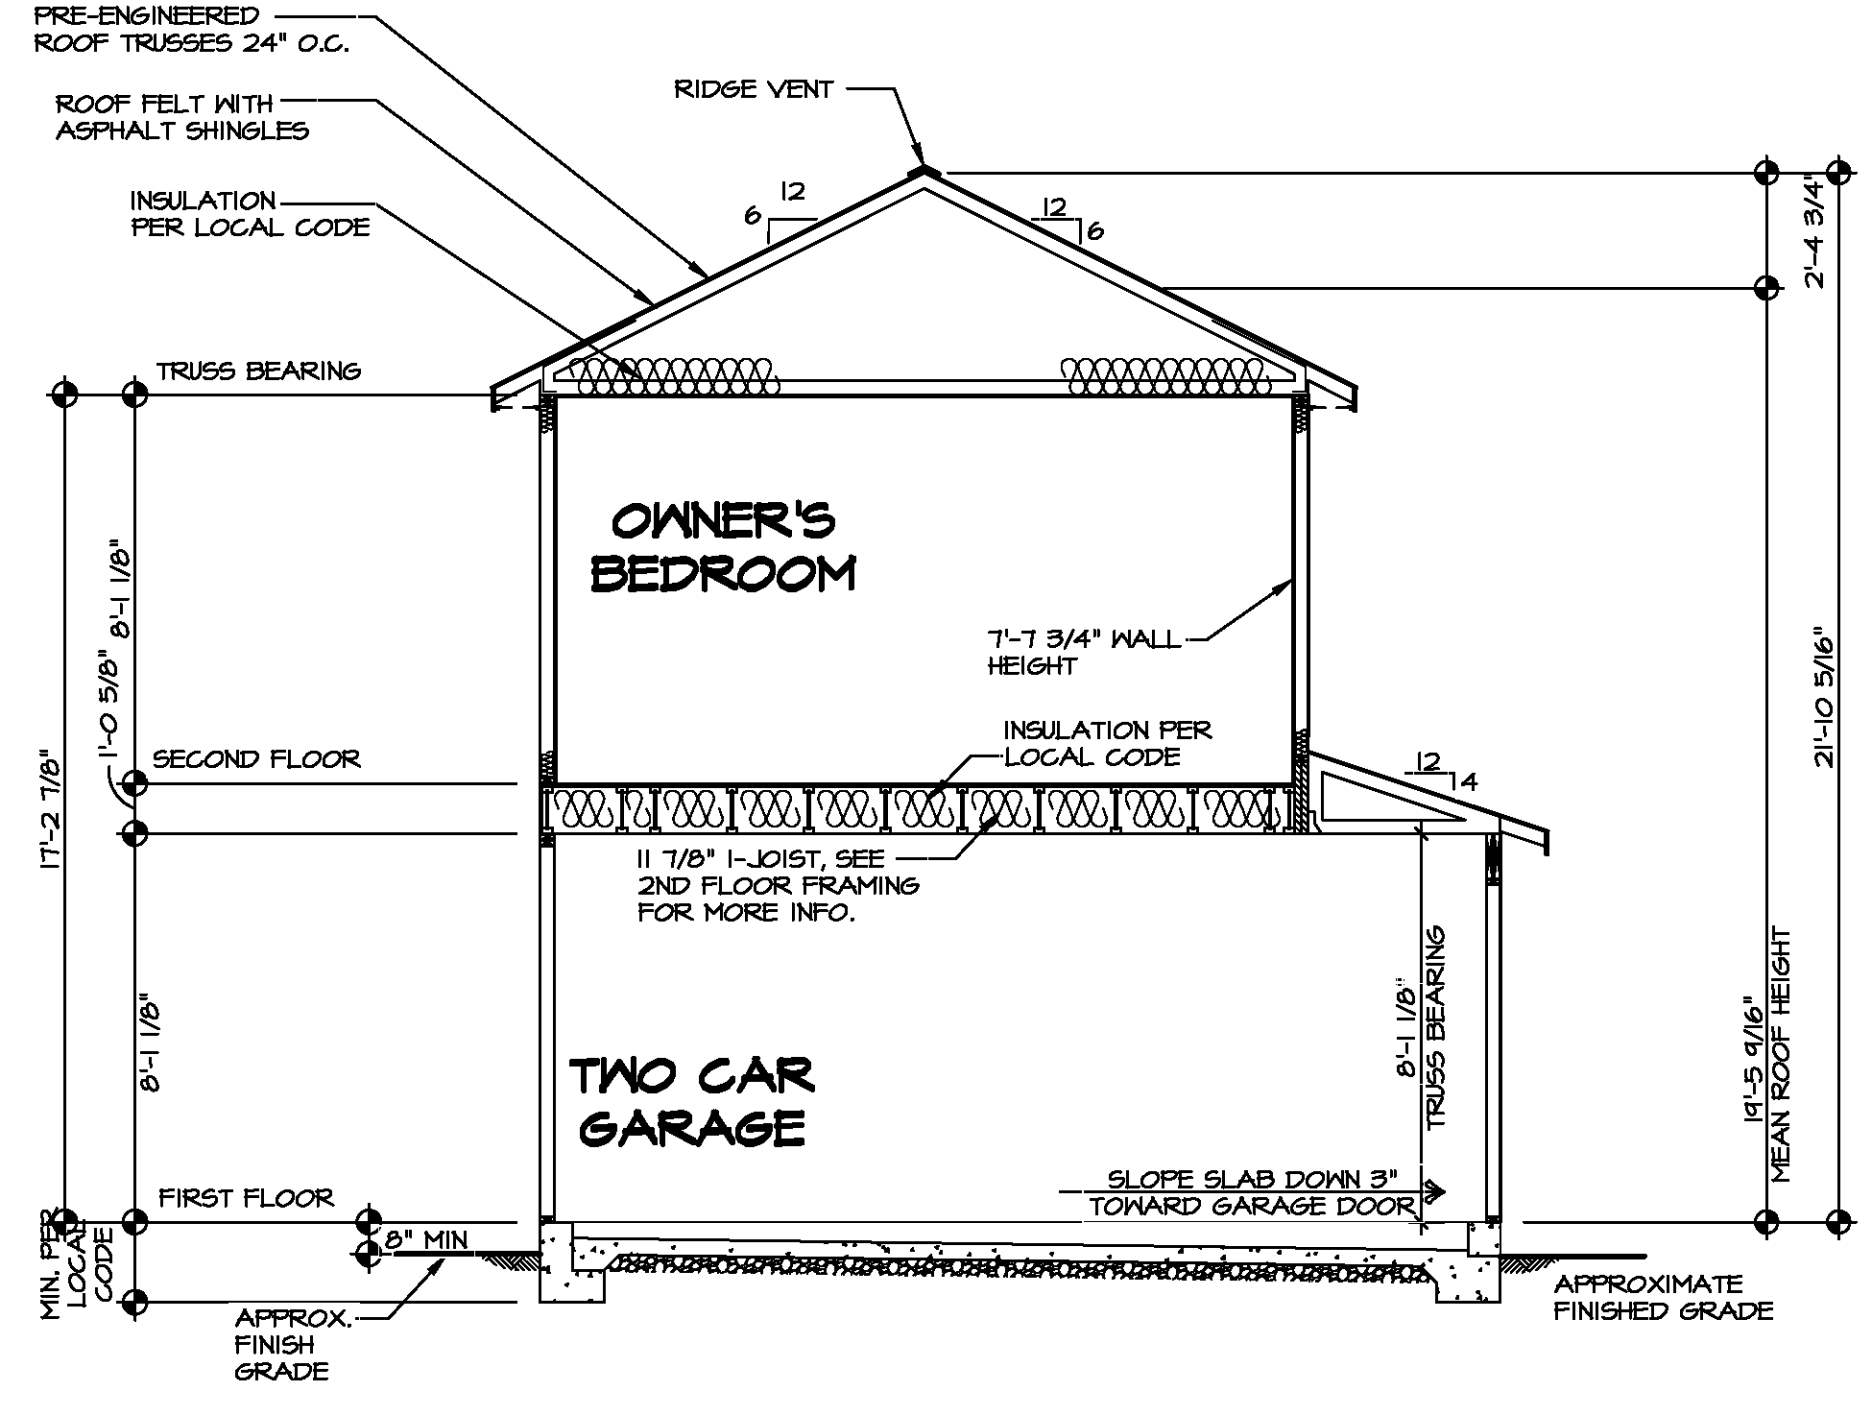 PRE-ENGINEERED
ROOF TRUSSES 24" O.C.
RIDGE VENT
ROOF FELT WITH
ASPHALT SHINGLES
INSULATION
PER LOCAL CODE
12
6
12
6
2'-4 3/4"
TRUSS BEARING
OWNER'S
BEDROOM
8'-1 1/8"
7'-7 3/4" WALL
HEIGHT
1'-0 5/8"
21'-10 5/16"
INSULATION PER
LOCAL CODE
SECOND FLOOR
12
4
17'-2 7/8"
11 7/8" I-JOIST, SEE
2ND FLOOR FRAMING
FOR MORE INFO.
8'-1 1/8"
8'-1 1/8"
TRUSS BEARING
19'-5 9/16"
MEAN ROOF HEIGHT
TWO CAR
GARAGE
SLOPE SLAB DOWN 3"
TOWARD GARAGE DOOR
FIRST FLOOR
8" MIN
MIN. PER
LOCAL
CODE
APPROX.
FINISH
GRADE
APPROXIMATE
FINISHED GRADE